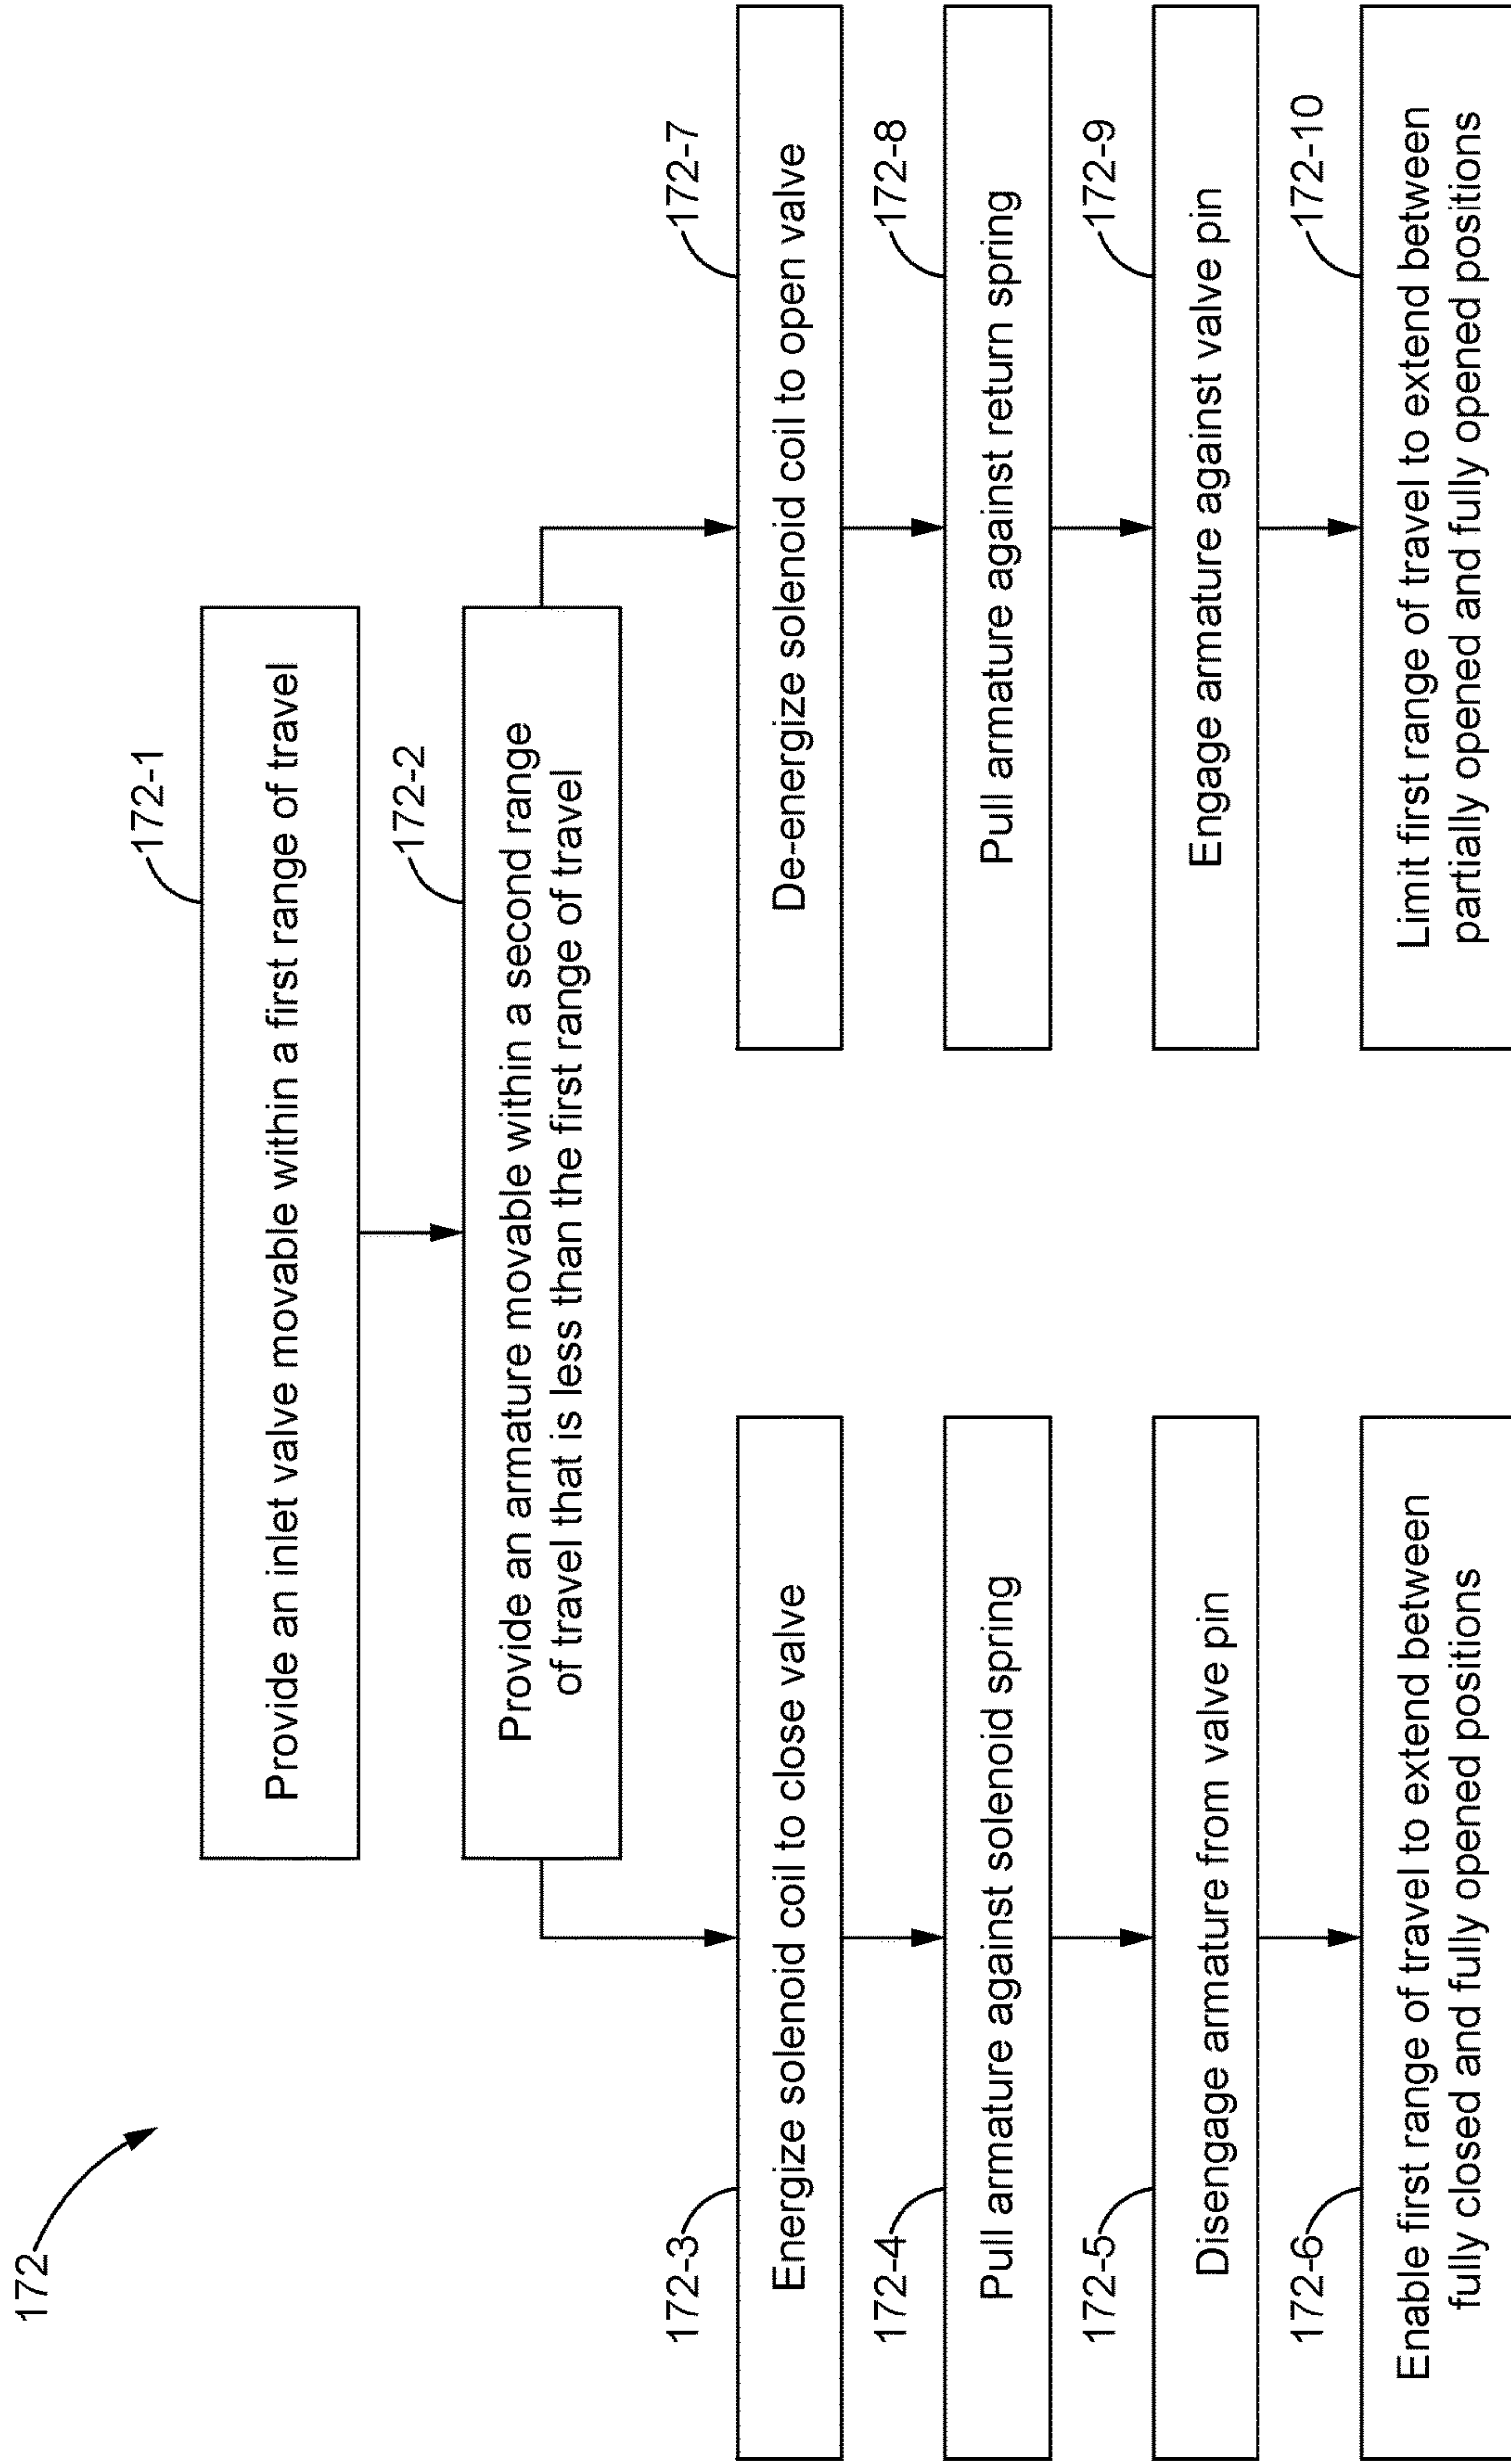 172
172-1
Provide an inlet valve movable within a first range of travel
172-2
Provide an armature movable within a second range
of travel that is less than the first range of travel
172-3
Energize solenoid coil to close valve
172-4
Pull armature against solenoid spring
172-5
Disengage armature from valve pin
172-6
Enable first range of travel to extend between
fully closed and fully opened positions
172-7
De-energize solenoid coil to open valve
172-8
Pull armature against return spring
172-9
Engage armature against valve pin
172-10
Limit first range of travel to extend between
partially opened and fully opened positions